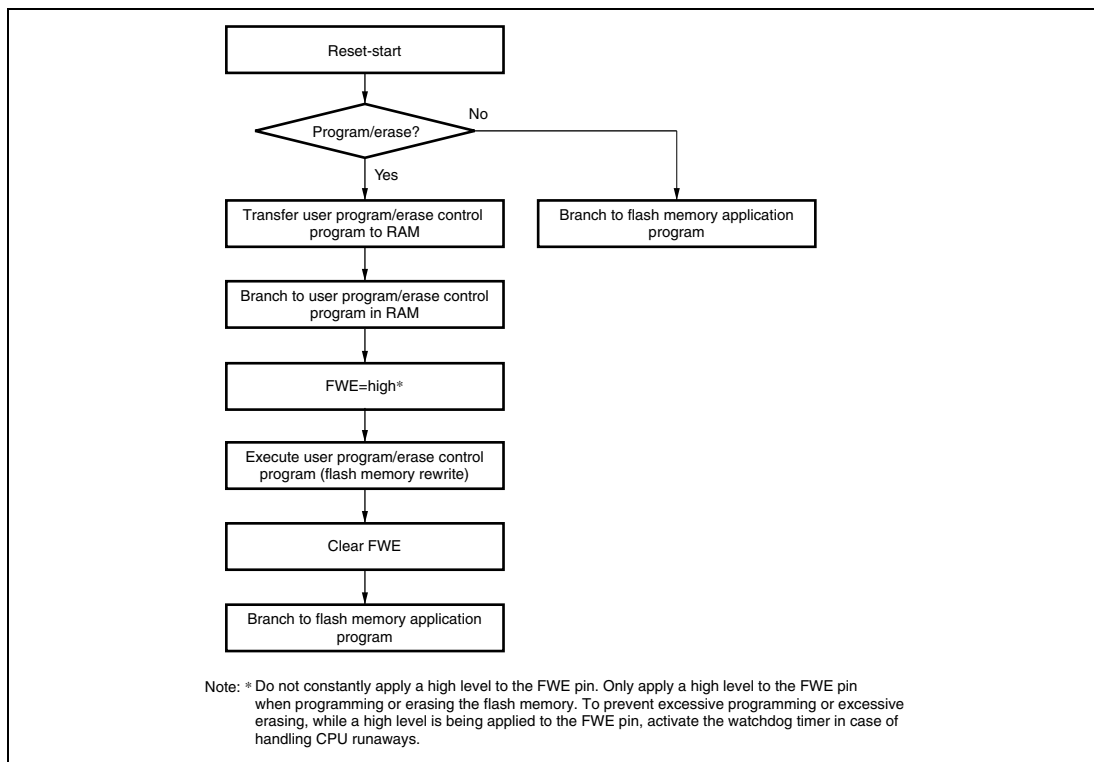 Reset-start
Program/erase?
No
Yes
Transfer user program/erase control
program to RAM
Branch to flash memory application
program
Branch to user program/erase control
program in RAM
FWE=high*
Execute user program/erase control
program (flash memory rewrite)
Clear FWE
Branch to flash memory application
program
Note: * Do not constantly apply a high level to the FWE pin. Only apply a high level to the FWE pin
when programming or erasing the flash memory. To prevent excessive programming or excessive
erasing, while a high level is being applied to the FWE pin, activate the watchdog timer in case of
handling CPU runaways.